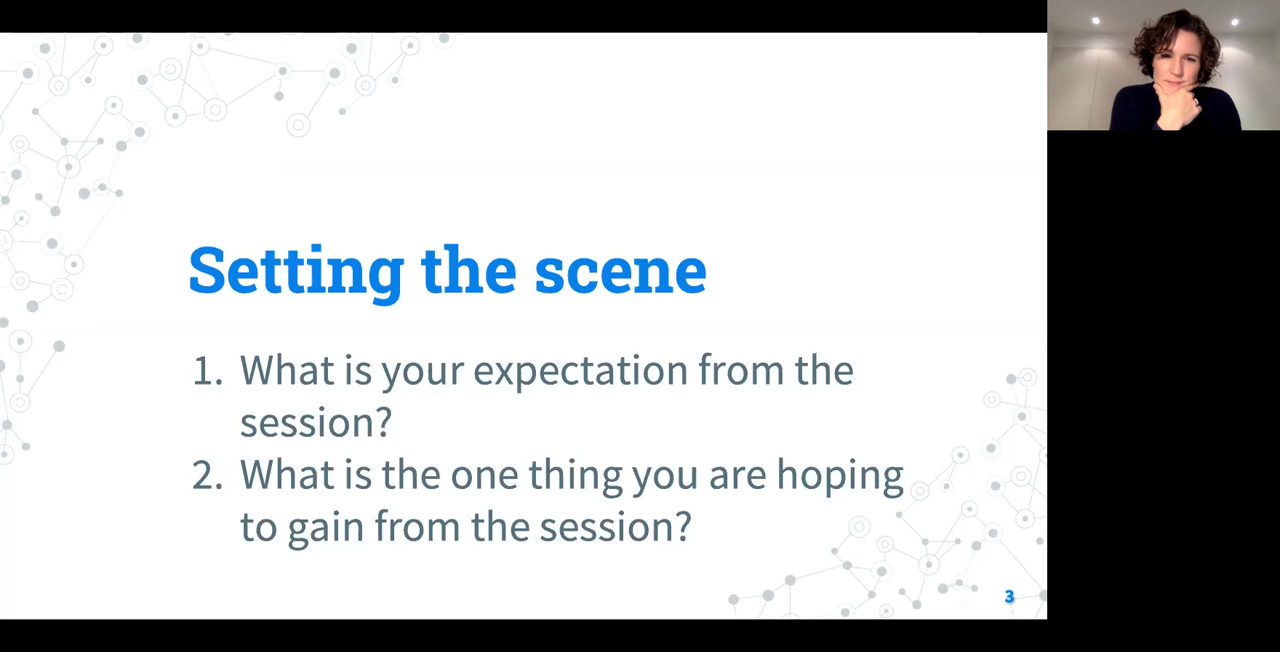 Setting the scene
1. What is your expectation from the
session?
2. What is the one thing you are hoping
to gain from the session?
3